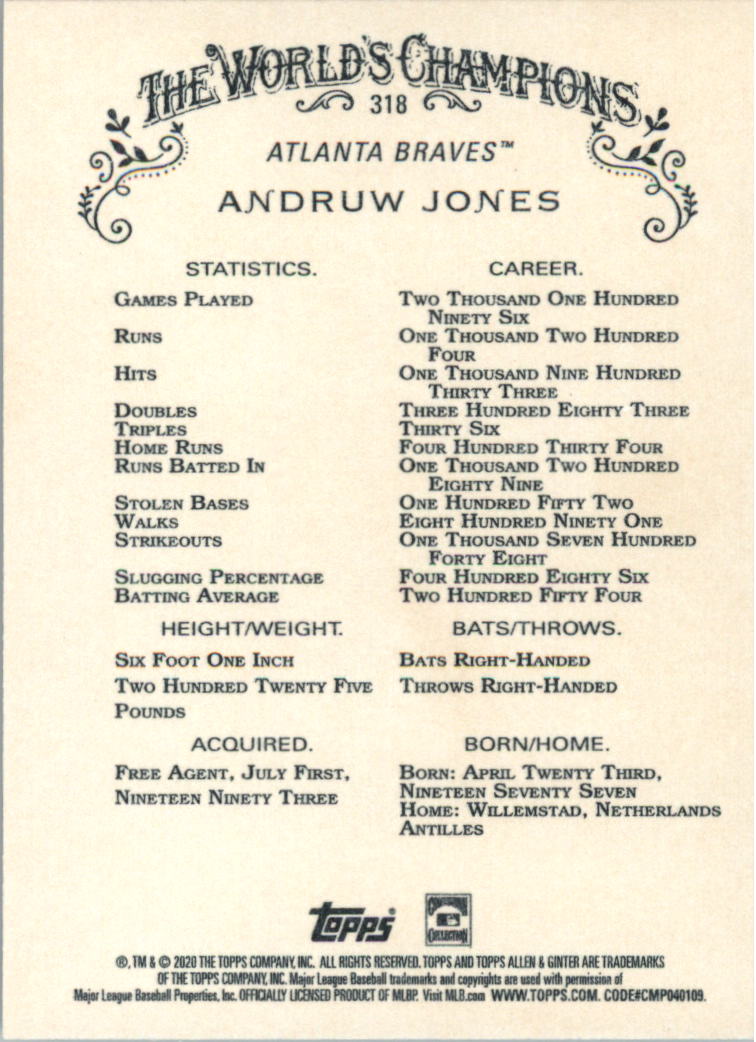 THE WORLD'S CHAMPIONS
318
ATLANTA BRAVES™
ANDRUW JONES
STATISTICS. CAREER.
GAMES PLAYED TWO THOUSAND ONE HUNDRED
NINETY SIX
RUNS ONE THOUSAND TWO HUNDRED
FOUR
HITS ONE THOUSAND NINE HUNDRED
THIRTY THREE
DOUBLES THREE HUNDRED EIGHTY THREE
TRIPLES THIRTY SIX
HOME RUNS FOUR HUNDRED THIRTY FOUR
RUNS BATTED IN ONE THOUSAND TWO HUNDRED
EIGHTY NINE
STOLEN BASES ONE HUNDRED FIFTY TWO
WALKS EIGHT HUNDRED NINETY ONE
STRIKEOUTS ONE THOUSAND SEVEN HUNDRED
FORTY EIGHT
SLUGGING PERCENTAGE FOUR HUNDRED EIGHTY SIX
BATTING AVERAGE TWO HUNDRED FIFTY FOUR
HEIGHT/WEIGHT. BATS/THROWS.
SIX FOOT ONE INCH BATS RIGHT-HANDED
TWO HUNDRED TWENTY FIVE THROWS RIGHT-HANDED
POUNDS
ACQUIRED. BORN/HOME.
FREE AGENT, JULY FIRST,
NINETEEN NINETY THREE
BORN: APRIL TWENTY THIRD,
NINETEEN SEVENTY SEVEN
HOME: WILLEMSTAD, NETHERLANDS
ANTILLES
Topps® COOPERSTOWN COLLECTION
®, TM & © 2020 THE TOPPS COMPANY, INC. ALL RIGHTS RESERVED. TOPPS AND TOPPS ALLEN & GINTER ARE TRADEMARKS
OF THE TOPPS COMPANY, INC. Major League Baseball trademarks and copyrights are used with permission of
Major League Baseball Properties, Inc. OFFICIALLY LICENSED PRODUCT OF MLBP. Visit MLB.com WWW.TOPPS.COM. CODE#CMP040109.